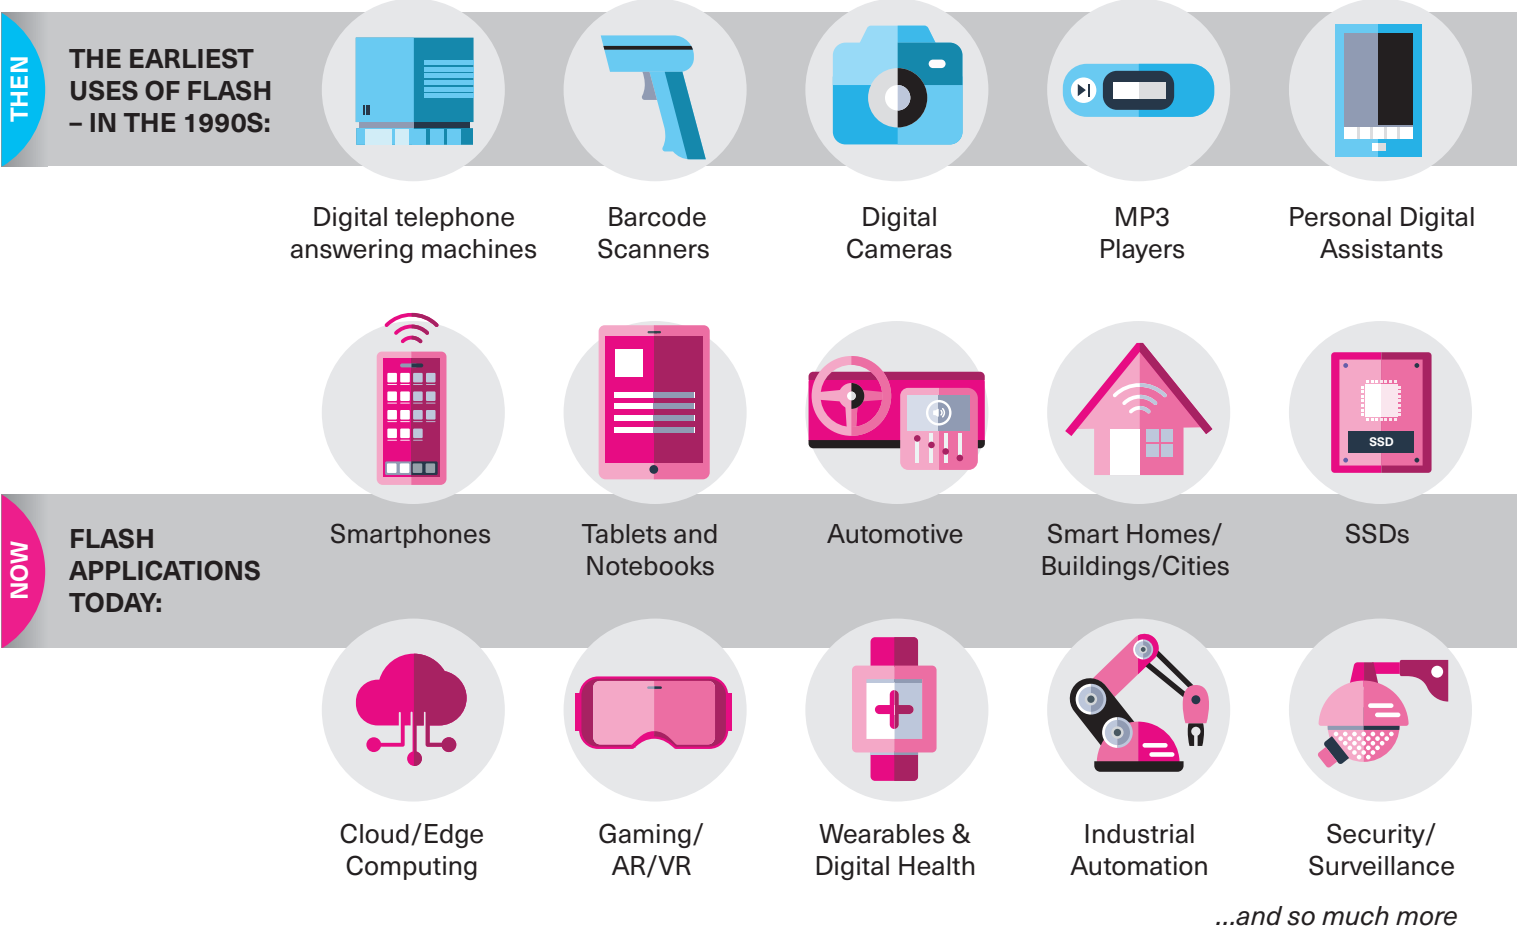 THEN
THE EARLIEST
USES OF FLASH
– IN THE 1990S:
Digital telephone
answering machines
Barcode
Scanners
Digital
Cameras
MP3
Players
Personal Digital
Assistants
SSD
NOW
FLASH
APPLICATIONS
TODAY:
Smartphones
Tablets and
Notebooks
Automotive
Smart Homes/
Buildings/Cities
SSDs
Cloud/Edge
Computing
Gaming/
AR/VR
Wearables &
Digital Health
Industrial
Automation
Security/
Surveillance
...and so much more